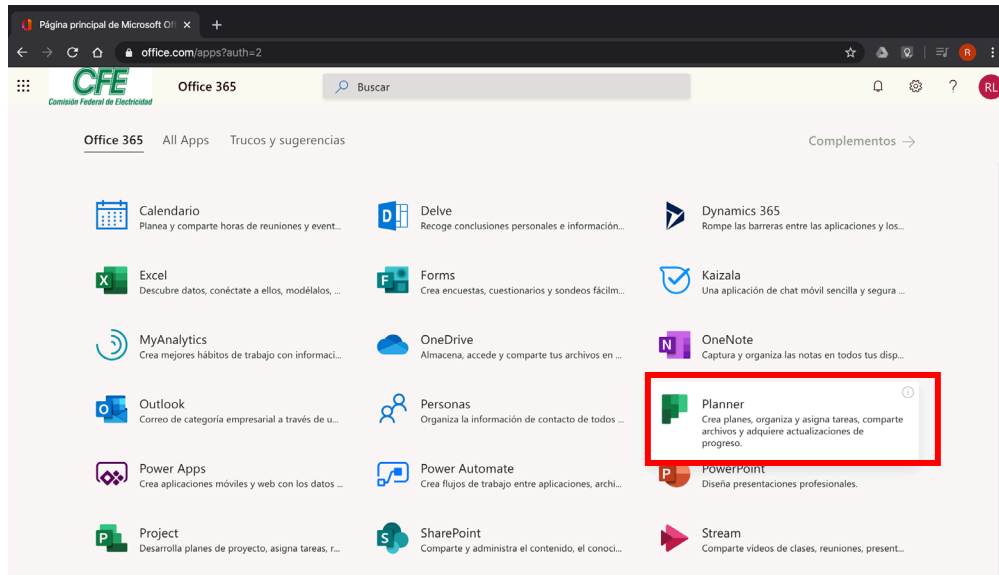 Página principal de Microsoft Off
office.com/apps?auth=2
R
CFE
Comisión Federal de Electricidad
Office 365
Buscar
?
RL
Office 365
All Apps
Trucos y sugerencias
Complementos →
Calendario
Planea y comparte horas de reuniones y event...
Delve
Recoge conclusiones personales e información...
Dynamics 365
Rompe las barreras entre las aplicaciones y los...
Excel
Descubre datos, conéctate a ellos, modélalos, ...
Forms
Crea encuestas, cuestionarios y sondeos fácilm...
Kaizala
Una aplicación de chat móvil sencilla y segura ...
MyAnalytics
Crea mejores hábitos de trabajo con informaci...
OneDrive
Almacena, accede y comparte tus archivos en ...
OneNote
Captura y organiza las notas en todos tus disp...
Outlook
Correo de categoría empresarial a través de u...
Personas
Organiza la información de contacto de todos ...
Planner
Crea planes, organiza y asigna tareas, comparte
archivos y adquiere actualizaciones de
progreso.
Power Apps
Crea aplicaciones móviles y web con los datos ...
Power Automate
Crea flujos de trabajo entre aplicaciones, archi...
PowerPoint
Diseña presentaciones profesionales.
Project
Desarrolla planes de proyecto, asigna tareas, r...
SharePoint
Comparte y administra el contenido, el conoci...
Stream
Comparte vídeos de clases, reuniones, present...